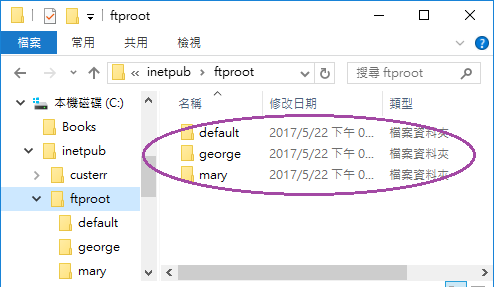 ftproot
檔案 常用 共用 檢視
« inetpub › ftproot 搜尋 ftproot
本機磁碟 (C:)
Books
inetpub
custerr
ftproot
default
george
mary
名稱 修改日期 類型
default 2017/5/22 下午 0... 檔案資料夾
george 2017/5/22 下午 0... 檔案資料夾
mary 2017/5/22 下午 0... 檔案資料夾